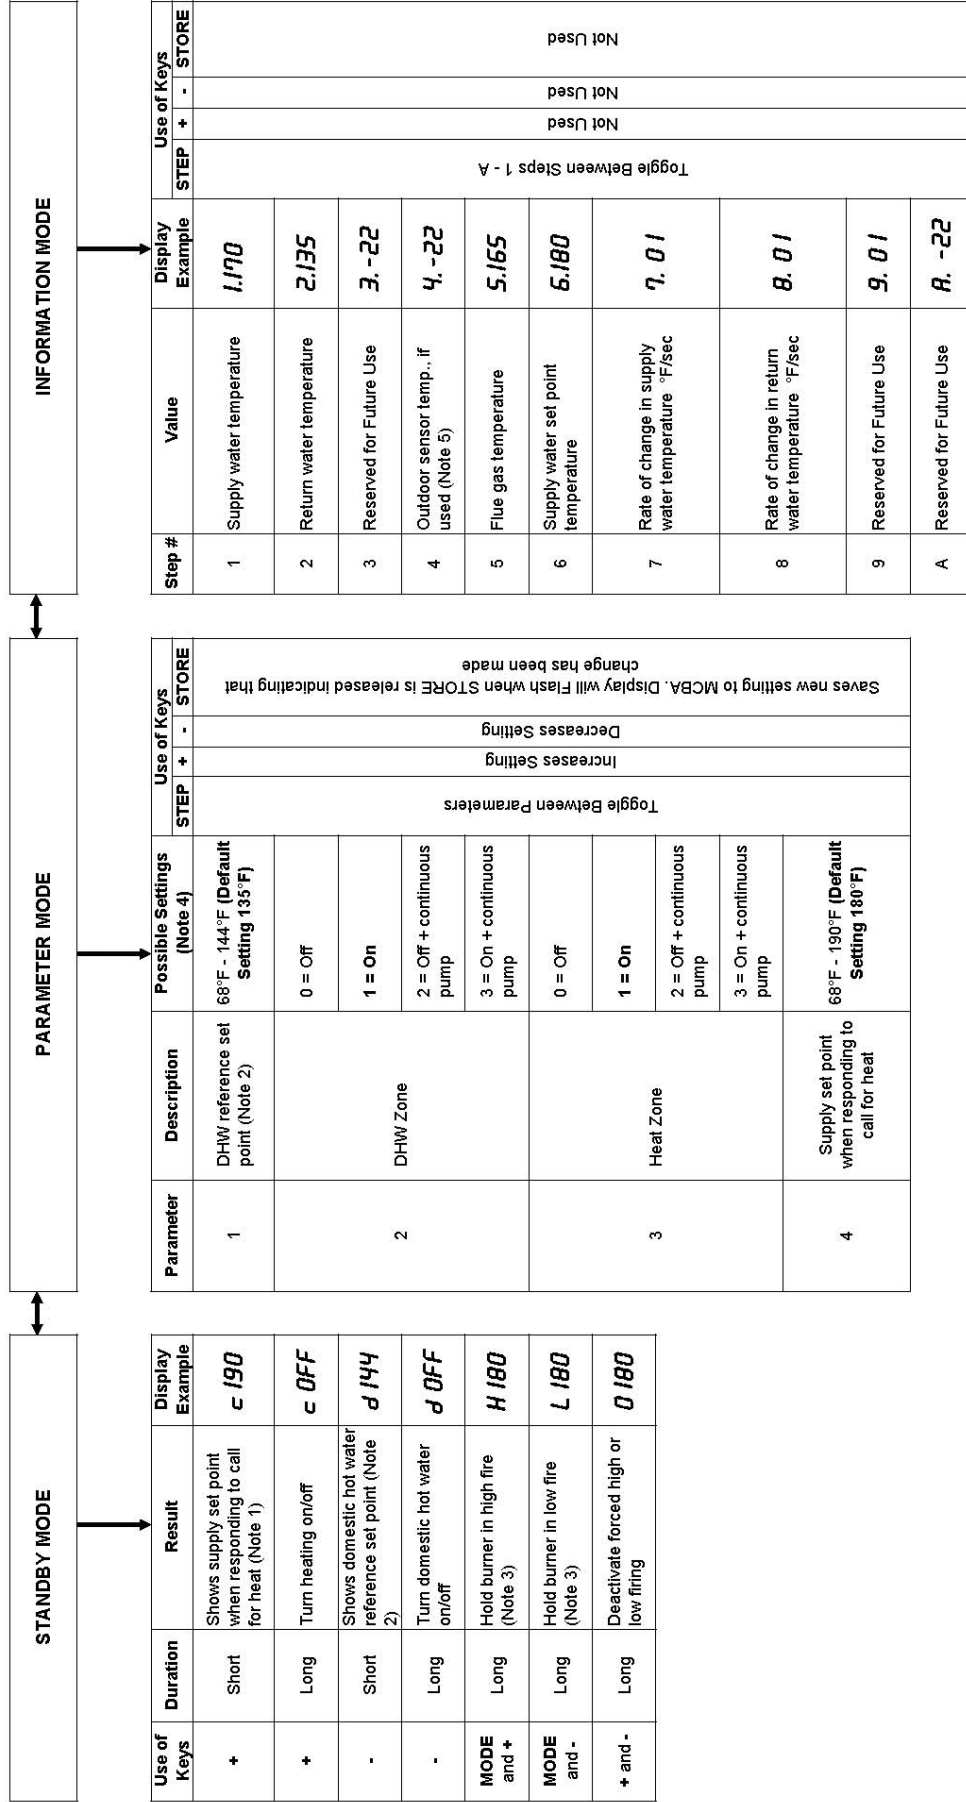 STANDBY MODE
Use of
Keys
Duration
Result
Display
Example
+
Short
Shows supply set point
when responding to call
for heat (Note 1)
c 190
+
Long
Turn heating on/off
c OFF
-
Short
Shows domestic hot water
reference set point (Note
2)
d 144
-
Long
Turn domestic hot water
on/off
d OFF
MODE
and +
Long
Hold burner in high fire
(Note 3)
H 180
MODE
and -
Long
Hold burner in low fire
(Note 3)
L 180
+ and -
Long
Deactivate forced high or
low firing
0 180
PARAMETER MODE
Parameter
Description
Possible Settings
(Note 4)
Use of Keys
STEP
+
-
STORE
1
DHW reference set
point (Note 2)
68°F - 144°F (Default
Setting 135°F)
2
DHW Zone
0 = Off
1 = On
2 = Off + continuous
pump
3 = On + continuous
pump
3
Heat Zone
0 = Off
1 = On
2 = Off + continuous
pump
3 = On + continuous
pump
4
Supply set point
when responding to
call for heat
68°F - 190°F (Default
Setting 180°F)
Toggle Between Parameters
Increases Setting
Decreases Setting
Saves new setting to MCBA. Display will Flash when STORE is released indicating that
change has been made
INFORMATION MODE
Step #
Value
Display
Example
Use of Keys
STEP
+
-
STORE
1
Supply water temperature
1.170
2
Return water temperature
2.135
3
Reserved for Future Use
3. -22
4
Outdoor sensor temp., if
used (Note 5)
4. -22
5
Flue gas temperature
5.165
6
Supply water set point
temperature
6.180
7
Rate of change in supply
water temperature °F/sec
7. 01
8
Rate of change in return
water temperature °F/sec
8. 01
9
Reserved for Future Use
9. 01
A
Reserved for Future Use
A. -22
Toggle Between Steps 1 - A
Not Used
Not Used
Not Used